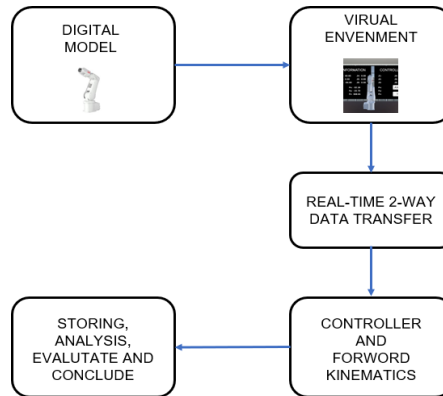 DIGITAL
MODEL
VIRUAL
ENVENMENT
REAL-TIME 2-WAY
DATA TRANSFER
STORING,
ANALYSIS,
EVALUTATE AND
CONCLUDE
CONTROLLER
AND
FORWORD
KINEMATICS